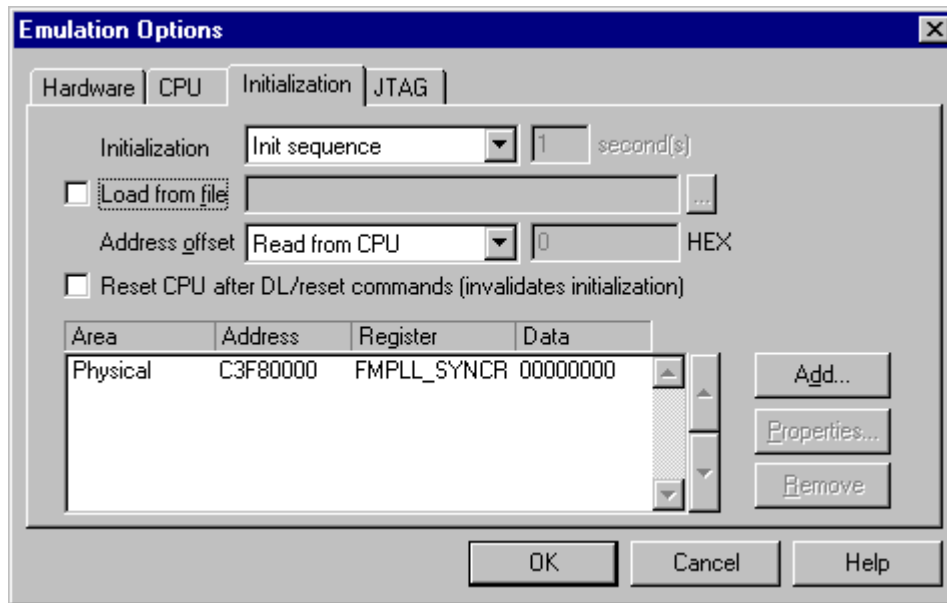 Emulation Options
Hardware CPU Initialization JTAG
Initialization Init sequence 1 second(s)
Load from file ...
Address offset Read from CPU 0 HEX
Reset CPU after DL/reset commands (invalidates initialization)
Area Address Register Data
Physical C3F80000 FMPLL_SYNCR 00000000
Add...
Properties...
Remove
OK Cancel Help